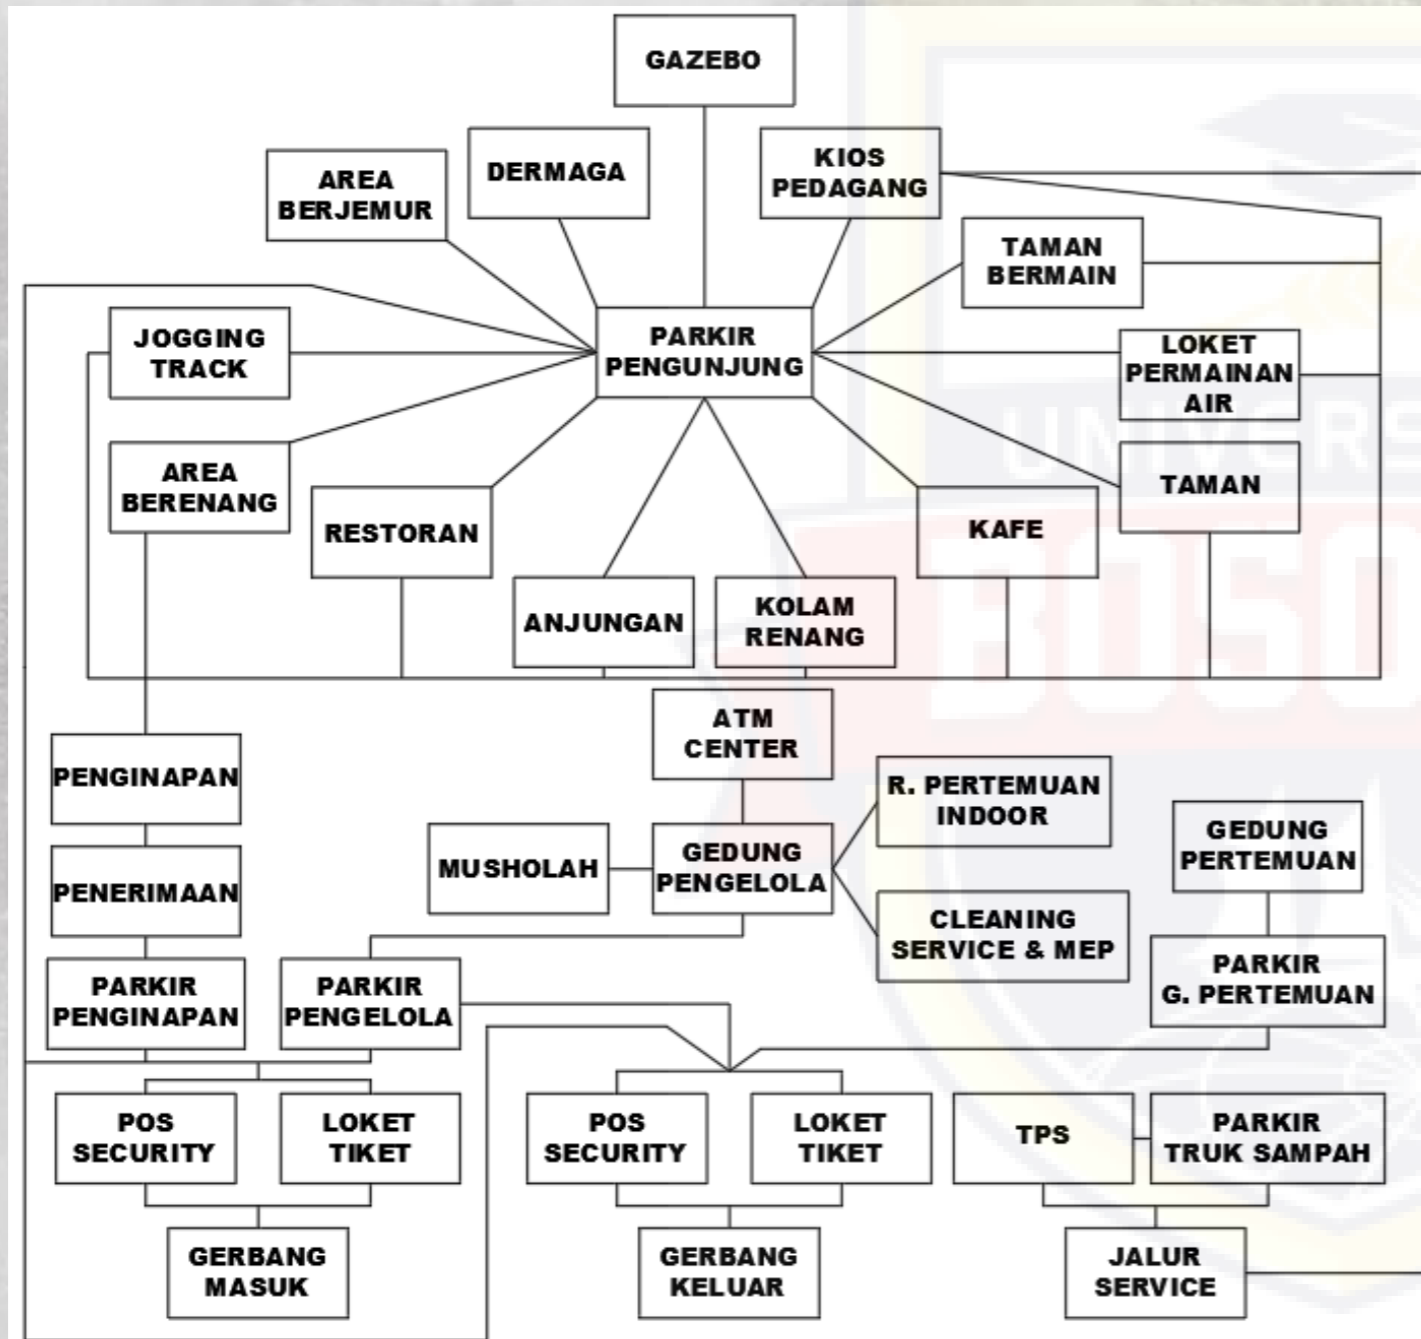 GAZEBO
DERMAGA
KIOS
PEDAGANG
AREA
BERJEMUR
TAMAN
BERMAIN
JOGGING
TRACK
PARKIR
PENGUNJUNG
LOKET
PERMAINAN
AIR
AREA
BERENANG
RESTORAN
ANJUNGAN
KOLAM
RENANG
KAFE
TAMAN
UNIVERS
BOSO
ATM
CENTER
PENGINAPAN
R. PERTEMUAN
INDOOR
MUSHOLAH
GEDUNG
PENGELOLA
GEDUNG
PERTEMUAN
PENERIMAAN
CLEANING
SERVICE & MEP
PARKIR
PENGINAPAN
PARKIR
PENGELOLA
PARKIR
G. PERTEMUAN
POS
SECURITY
LOKET
TIKET
POS
SECURITY
LOKET
TIKET
TPS
PARKIR
TRUK SAMPAH
GERBANG
MASUK
GERBANG
KELUAR
JALUR
SERVICE